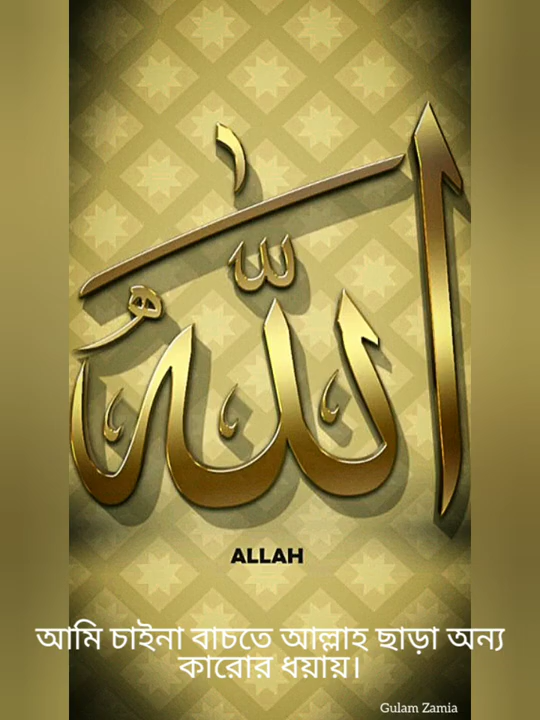 الله
ALLAH
আমি চাইনা বাচতে আল্লাহ ছাড়া অন্য
কারোর ধয়ায়।
Gulam Zamia